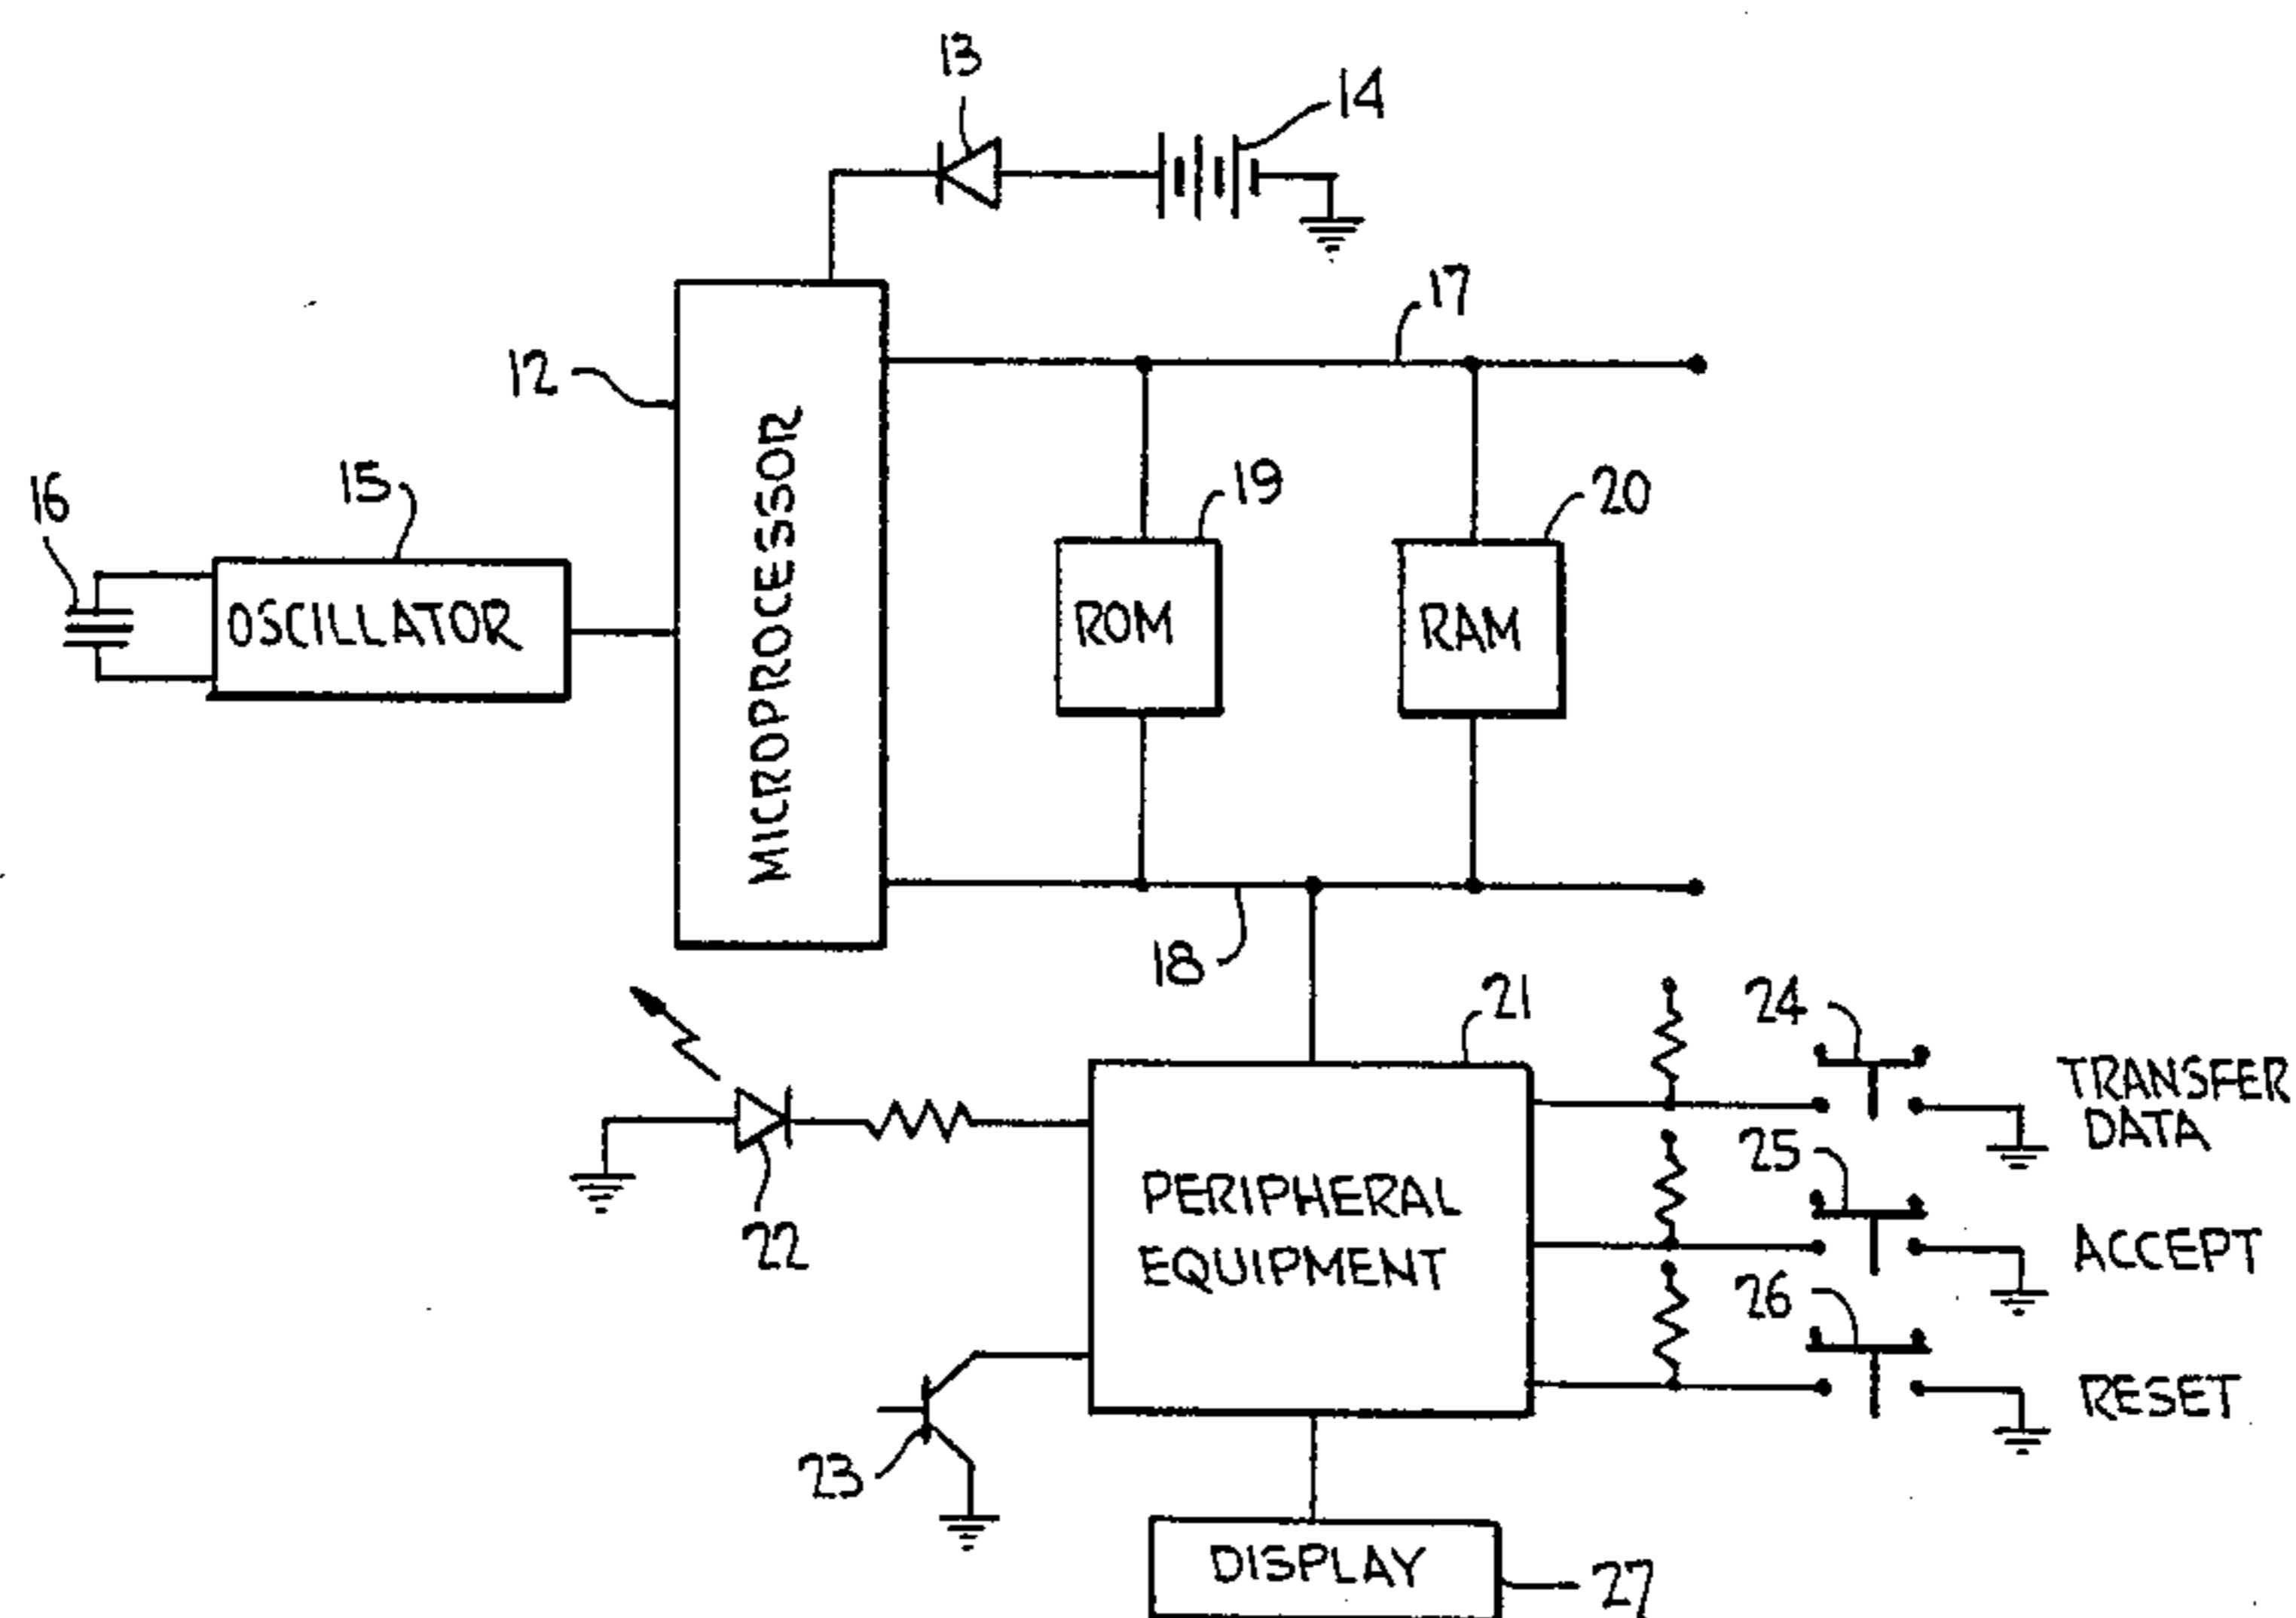 13
14
17
12
MICROPROCESSOR
16
15
19
20
OSCILLATOR
ROM
RAM
18
21
24
TRANSFER
DATA
22
25
PERIPHERAL
EQUIPMENT
ACCEPT
26
23
RESET
DISPLAY
27